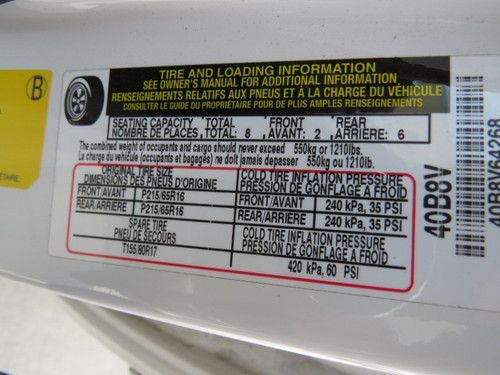 B
TAIRE.
TIRE AND LOADING INFORMATION
SEE OWNER'S MANUAL FOR ADDITIONAL INFORMATION
RENSEIGNEMENTS RELATIFS AUX PNEUS ET À LA CHARGE DU VÉHICULE
CONSULTER LE GUIDE DU PROPRIÉTAIRE POUR DE PLUS AMPLES RENSEIGNEMENTS
SEATING CAPACITY TOTAL: 8 FRONT 2 REAR 6
NOMBRE DE PLACES, TOTAL: AVANT: ARRIÈRE:
The combined weight of occupants and cargo should never exceed 550kg or 1210lbs.
La charge du véhicule (occupants et bagages) ne doit jamais depasser 550kg ou 1210lb.
ORIGINAL TIRE SIZE COLD TIRE INFLATION PRESSURE
DIMENSIONS DES PNEUS D'ORIGINE PRESSION DE GONFLAGE A FROID
FRONT/AVANT P215/65R16 FRONT/AVANT 240 kPa, 35 PSI
REAR/ARRIERE P215/65R16 REAR/ARRIERE 240 kPa, 35 PSI
SPARE TIRE COLD TIRE INFLATION PRESSURE
PNEU DE SECOURS PRESSION DE GONFLAGE A FROID
T155/80R17 420 kPa, 60 PSI
40B8V
40B8V564268